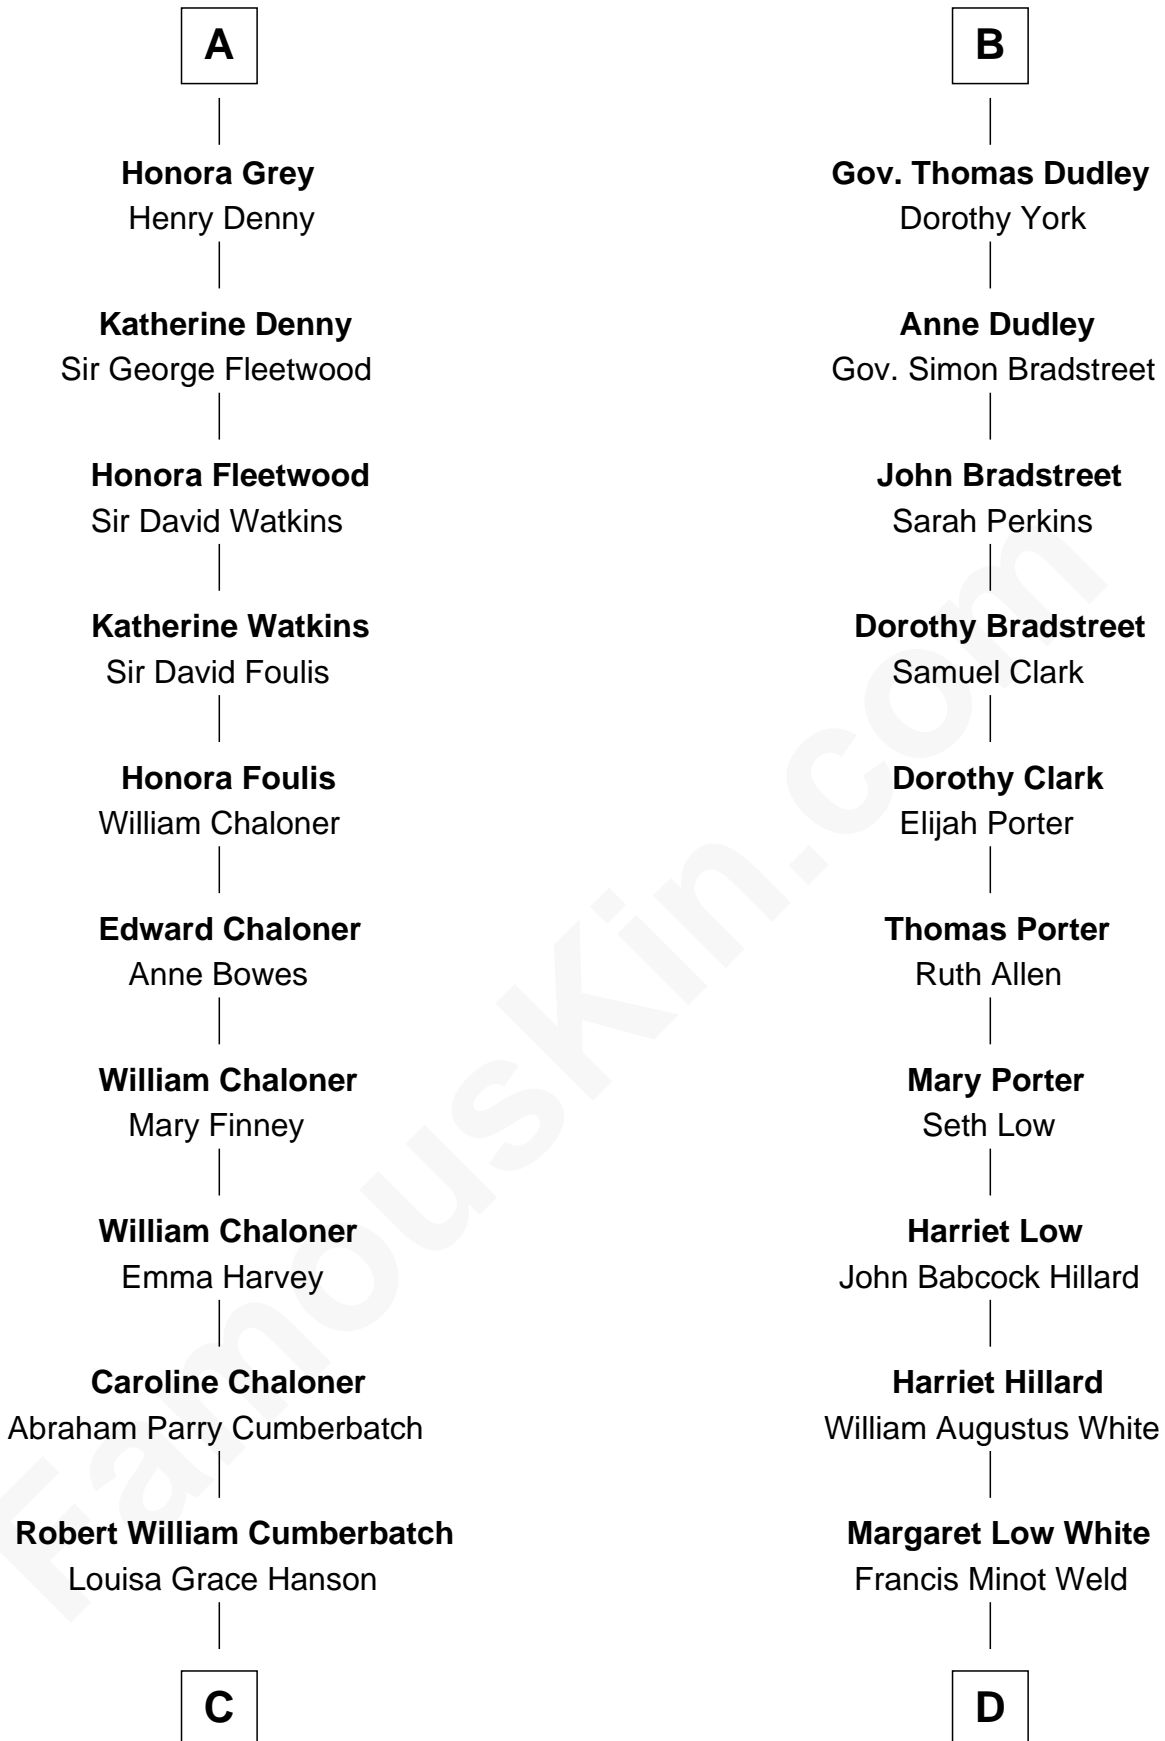 A
Honora Grey
Henry Denny
Katherine Denny
Sir George Fleetwood
Honora Fleetwood
Sir David Watkins
Katherine Watkins
Sir David Foulis
Honora Foulis
William Chaloner
Edward Chaloner
Anne Bowes
William Chaloner
Mary Finney
William Chaloner
Emma Harvey
Caroline Chaloner
Abraham Parry Cumberbatch
Robert William Cumberbatch
Louisa Grace Hanson
C
B
Gov. Thomas Dudley
Dorothy York
Anne Dudley
Gov. Simon Bradstreet
John Bradstreet
Sarah Perkins
Dorothy Bradstreet
Samuel Clark
Dorothy Clark
Elijah Porter
Thomas Porter
Ruth Allen
Mary Porter
Seth Low
Harriet Low
John Babcock Hillard
Harriet Hillard
William Augustus White
Margaret Low White
Francis Minot Weld
D
FamousKin.com